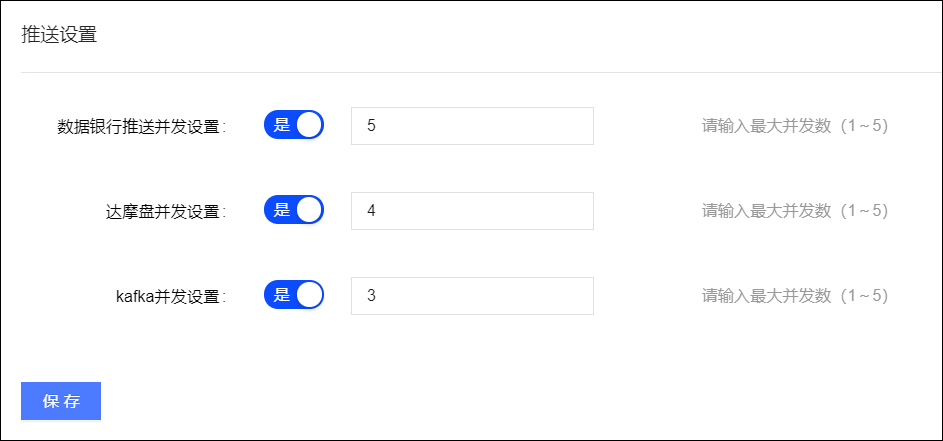 推送设置
数据银行推送并发设置： 是 5 请输入最大并发数（1～5）
达摩盘并发设置： 是 4 请输入最大并发数（1～5）
kafka并发设置： 是 3 请输入最大并发数（1～5）
保 存